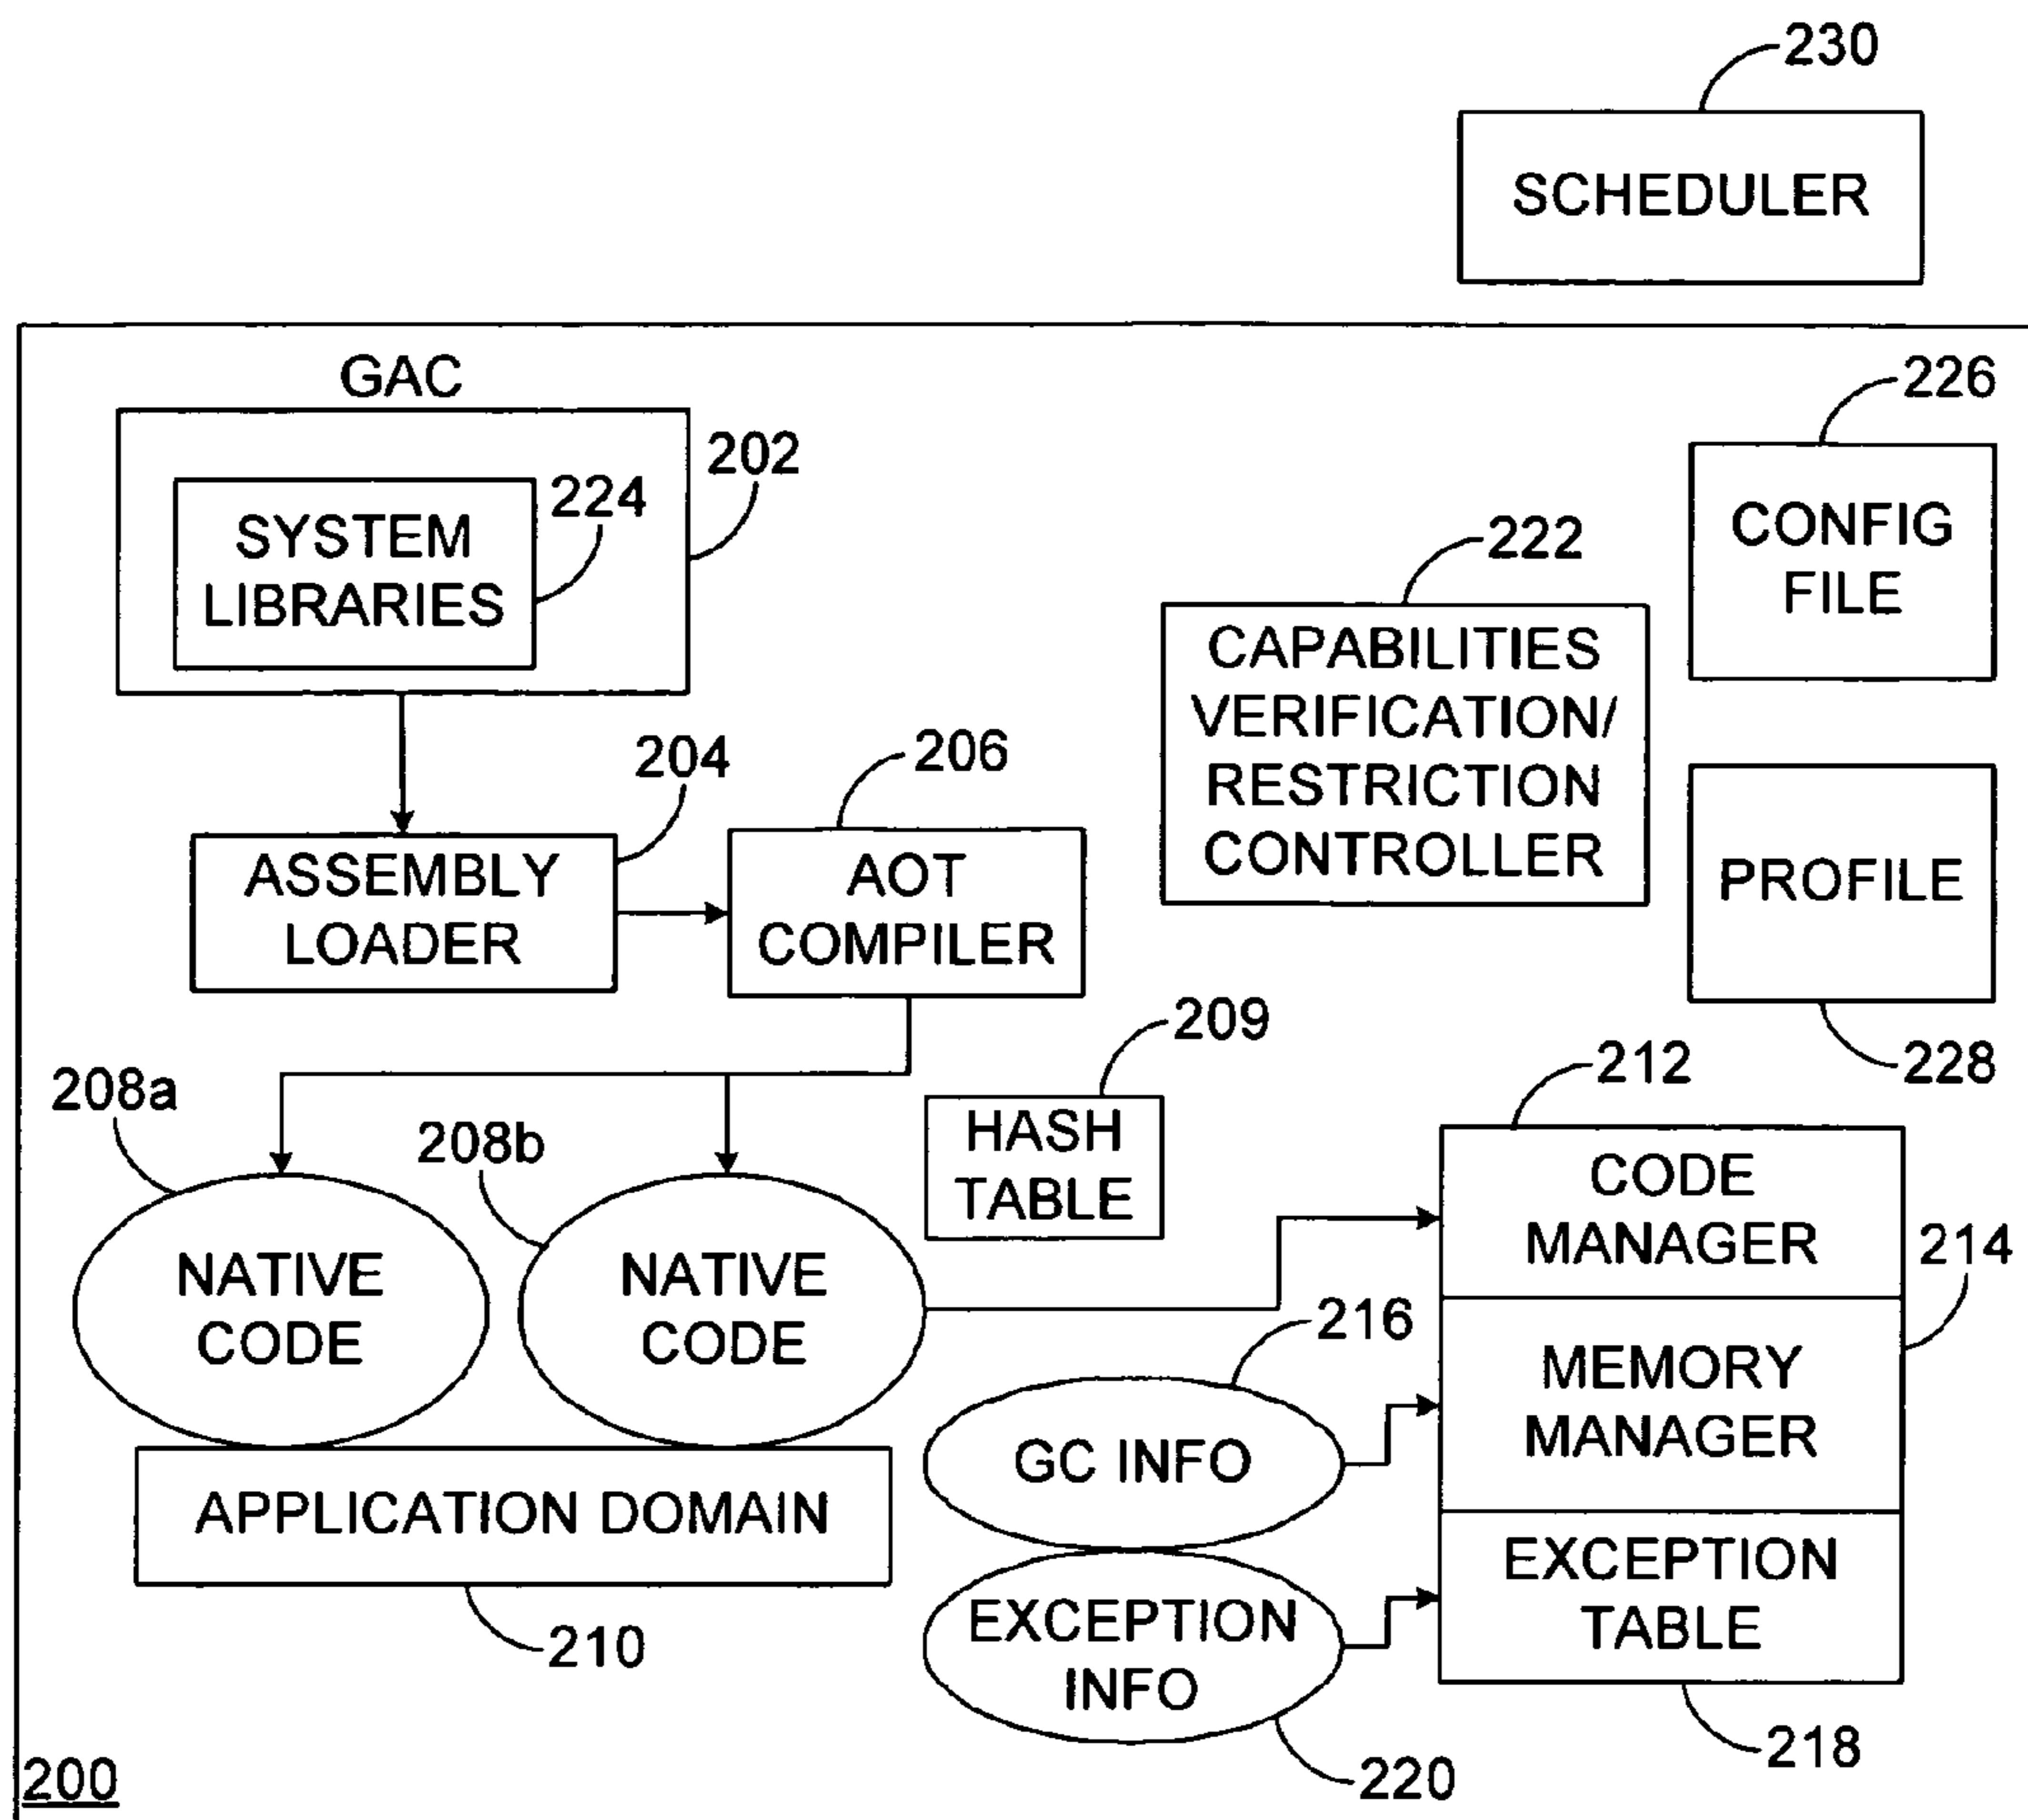 230
SCHEDULER
GAC
202
224
SYSTEM
LIBRARIES
226
CONFIG
FILE
222
CAPABILITIES
VERIFICATION/
RESTRICTION
CONTROLLER
204
ASSEMBLY
LOADER
206
AOT
COMPILER
PROFILE
228
209
HASH
TABLE
208a
NATIVE
CODE
208b
NATIVE
CODE
212
CODE
MANAGER
214
MEMORY
MANAGER
216
GC INFO
APPLICATION DOMAIN
210
EXCEPTION
TABLE
218
EXCEPTION
INFO
220
200